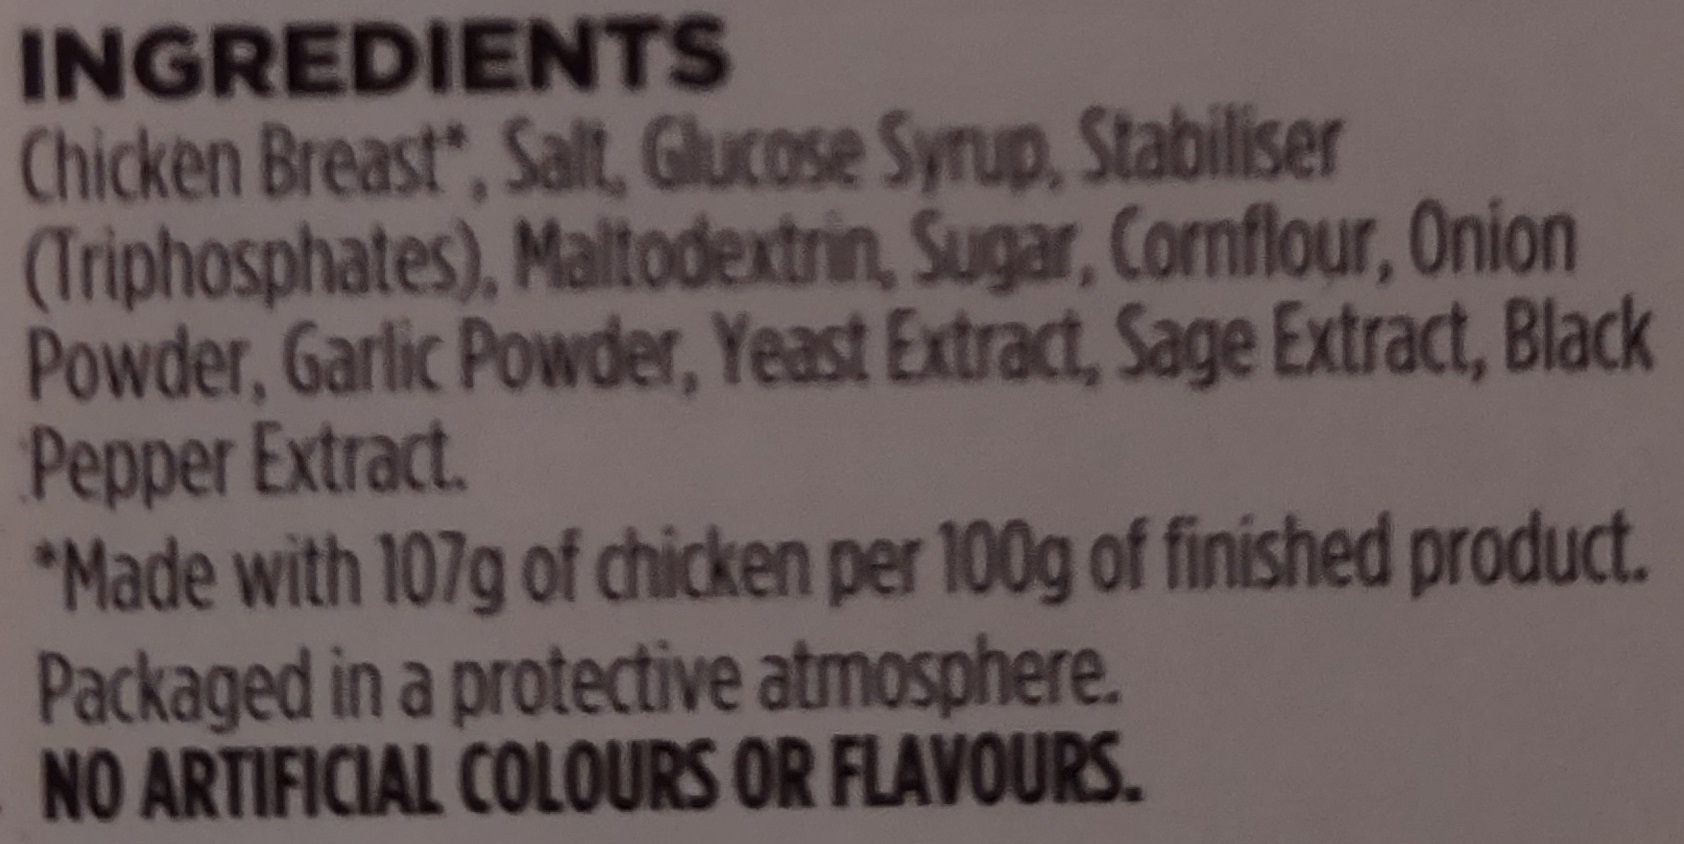 INGREDIENTS
Chicken Breast*, Salt, Glucose Syrup, Stabiliser
(Triphosphates), Maltodextrin, Sugar, Cornflour, Onion
Powder, Garlic Powder, Yeast Extract, Sage Extract, Black
Pepper Extract.
*Made with 107g of chicken per 100g of finished product.
Packaged in a protective atmosphere.
NO ARTIFICIAL COLOURS OR FLAVOURS.